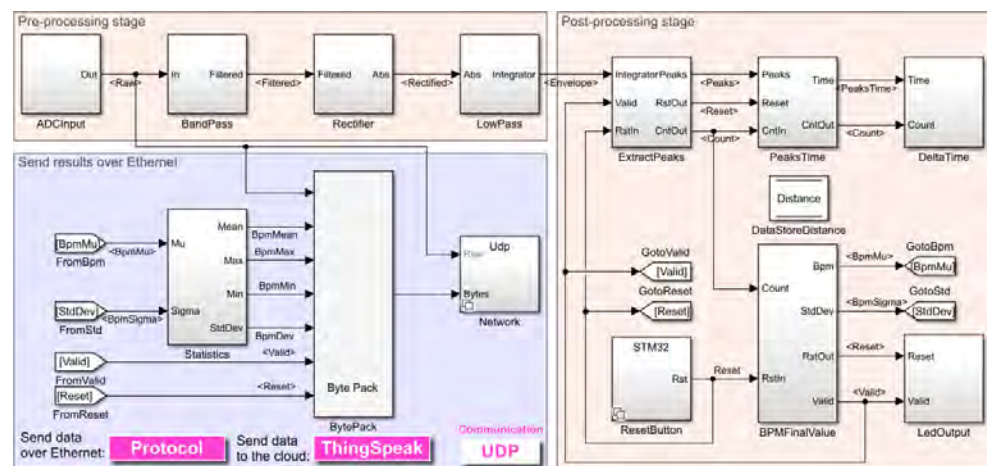 Pre-processing stage
Out
<Raw>
ADCInput
In
Filtered
<Filtered>
BandPass
Filtered
Abs
<Rectified>
Rectifier
Abs
Integrator
<Envelope>
LowPass
Post-processing stage
Integrator
Peaks
<Peaks>
Valid
RstOut
<Reset>
RstIn
CntOut
<Count>
ExtractPeaks
Peaks
Time
<PeaksTime>
Reset
CntIn
CntOut
<Count>
PeaksTime
Time
Count
DeltaTime
Distance
DataStoreDistance
Send results over Ethernet
[BpmMu]
<BpmMu>
FromBpm
[StdDev]
<BpmSigma>
FromStd
[Valid]
<Valid>
FromValid
[Reset]
<Reset>
FromReset
Mu
Mean
BpmMean
Max
BpmMax
Min
BpmMin
Sigma
StdDev
BpmDev
Statistics
Byte Pack
BytePack
Udp
Raw
Bytes
Network
GotoValid
[Valid]
GotoReset
[Reset]
STM32
Rst
Reset
ResetButton
Count
Bpm
<BpmMu>
StdDev
<BpmSigma>
RstOut
<Reset>
RstIn
Valid
<Valid>
BPMFinalValue
GotoBpm
[BpmMu]
GotoStd
[StdDev]
Reset
Valid
LedOutput
Send data
over Ethernet:
Protocol
Send data
to the cloud:
ThingSpeak
Communication
UDP